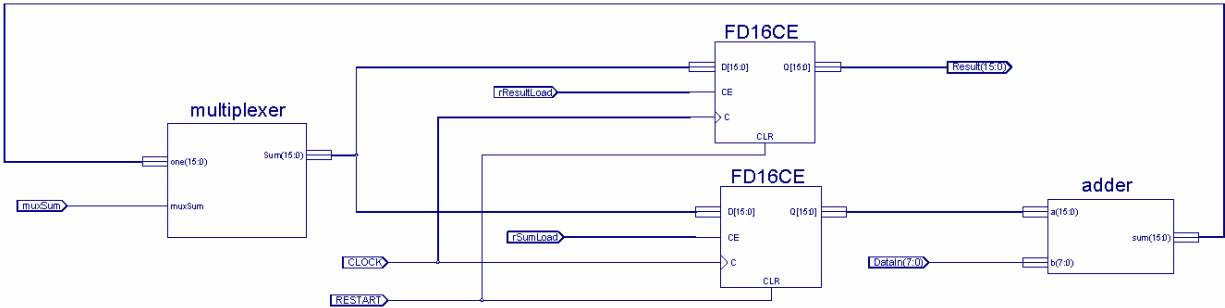 FD16CE
D[15:0]
Q[15:0]
Result(15:0)
rResultLoad
CE
C
CLR
multiplexer
one(15:0)
Sum(15:0)
muxSum
muxSum
FD16CE
D[15:0]
Q[15:0]
rSumLoad
CE
CLOCK
C
CLR
RESTART
adder
a(15:0)
sum(15:0)
DataIn(7:0)
b(7:0)